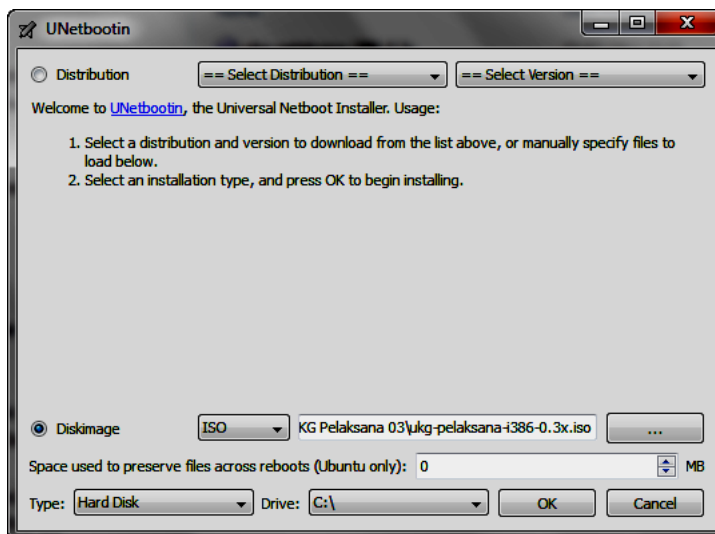 UNetbootin
Distribution == Select Distribution == == Select Version ==
Welcome to UNetbootin, the Universal Netboot Installer. Usage:
1. Select a distribution and version to download from the list above, or manually specify files to
load below.
2. Select an installation type, and press OK to begin installing.
Diskimage ISO KG Pelaksana 03\ukg-pelaksana-i386-0.3x.iso ...
Space used to preserve files across reboots (Ubuntu only): 0 MB
Type: Hard Disk Drive: C:\ OK Cancel